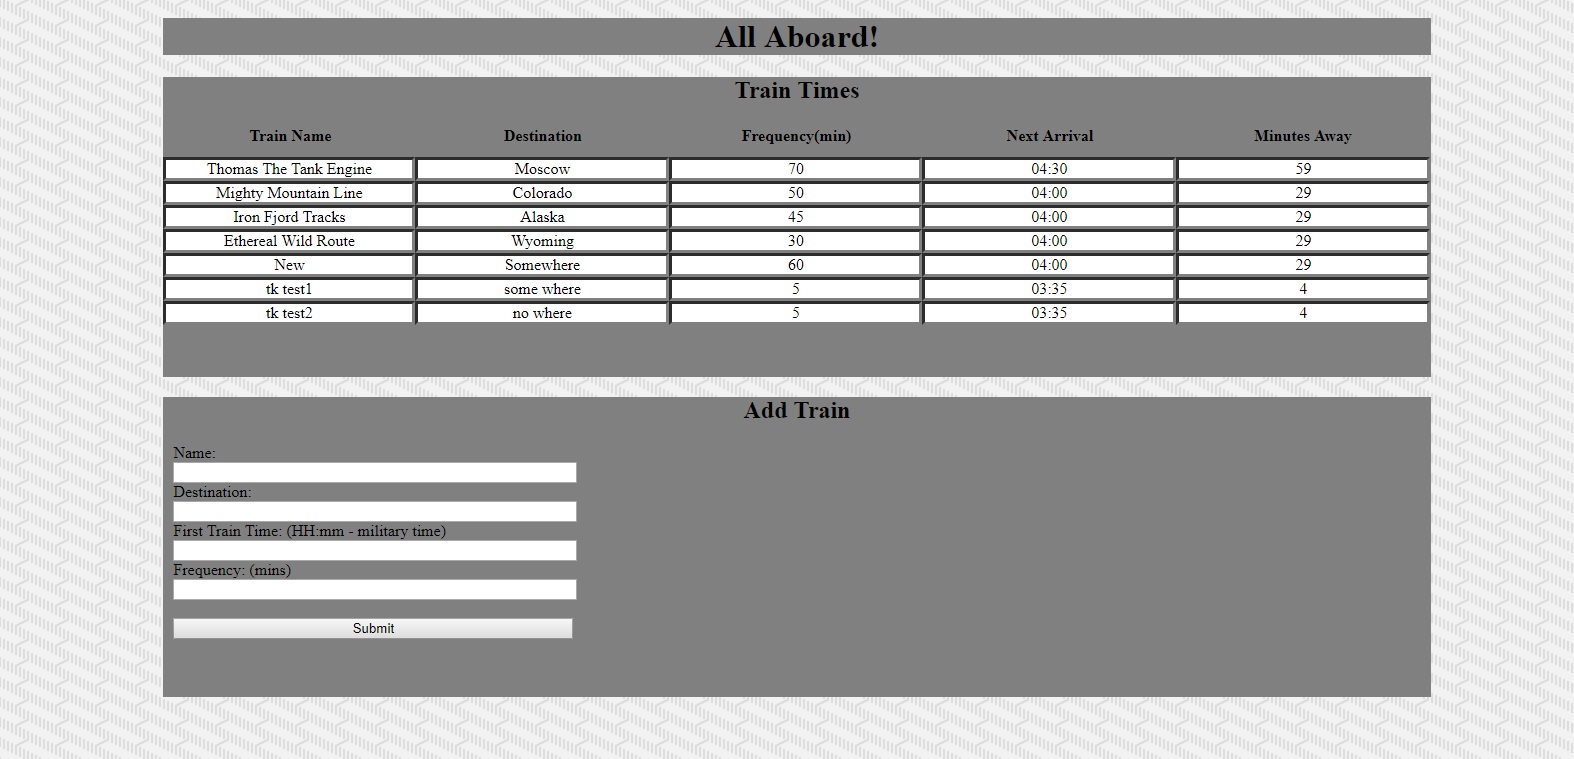 All Aboard!
Train Times
Train Name Destination Frequency(min) Next Arrival Minutes Away
Thomas The Tank Engine Moscow 70 04:30 59
Mighty Mountain Line Colorado 50 04:00 29
Iron Fjord Tracks Alaska 45 04:00 29
Ethereal Wild Route Wyoming 30 04:00 29
New Somewhere 60 04:00 29
tk test1 some where 5 03:35 4
tk test2 no where 5 03:35 4
Add Train
Name:
Destination:
First Train Time: (HH:mm - military time)
Frequency: (mins)
Submit